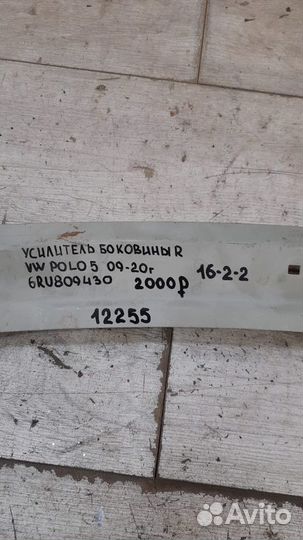 УСИЛИТЕЛЬ БОКОВИНЫ R
VW POLO 5 09-20г
6RU809430 2000р 16-2-2
12255
Avito